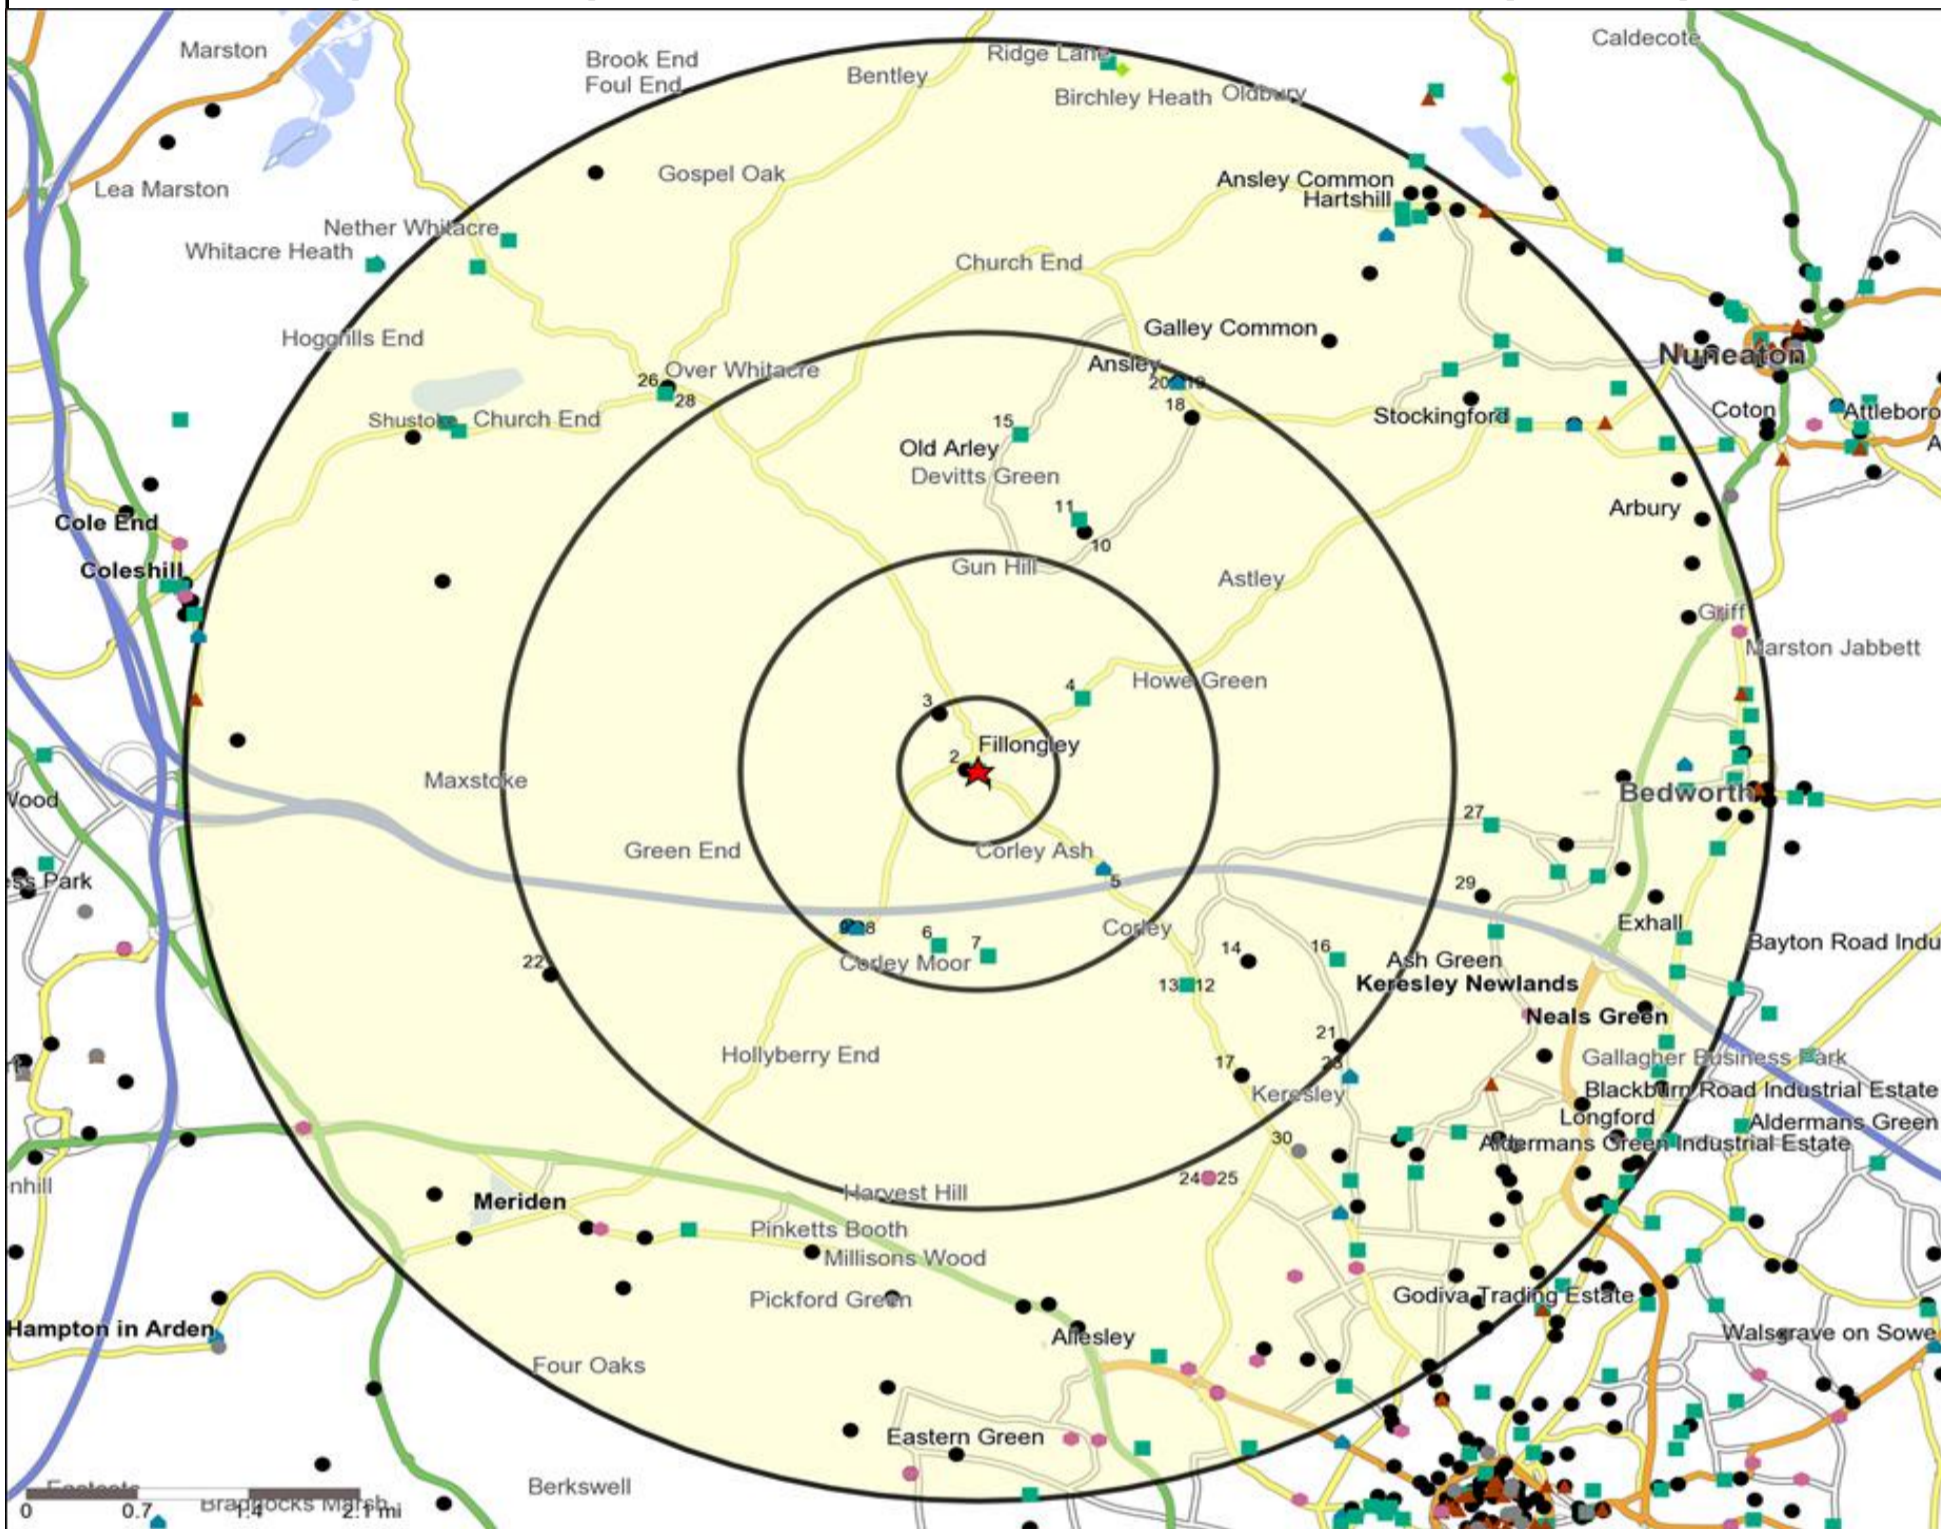 Marston
Brook End
Foul End
Bentley
Ridge Lane
Birchley Heath
Oldbury
Caldecote
Lea Marston
Gospel Oak
Ansley Common
Hartshill
Nether Whitacre
Whitacre Heath
Church End
Hoggrills End
Galley Common
Nuneaton
26
Over Whitacre
28
Ansley
20
19
18
Shustoke
Church End
15
Old Arley
Devitts Green
Stockingford
Coton
Attleboro
A
11
10
Arbury
Cole End
Coleshill
Gun Hill
Astley
Griff
Marston Jabbett
4
Howe Green
3
Fillongley
2
Maxstoke
Bedworth
Wood
27
Green End
Corley Ash
5
ess Park
29
Exhall
Bayton Road Indu
9
8
6
7
Corley
Corley Moor
14
16
22
Ash Green
Keresley Newlands
13
12
Neals Green
21
Hollyberry End
17
23
Keresley
Gallagher Business Park
Blackburn Road Industrial Estate
Longford
Aldermans Green
Aldermans Green Industrial Estate
30
nhill
Meriden
Harvest Hill
24
25
Pinketts Booth
Millisons Wood
Pickford Green
Godiva Trading Estate
Hampton in Arden
Allesley
Walsgrave on Sowe
Four Oaks
Eastern Green
Berkswell
Eastcote
Bradnocks Marsh
0
0.7
1.4
2.1 mi